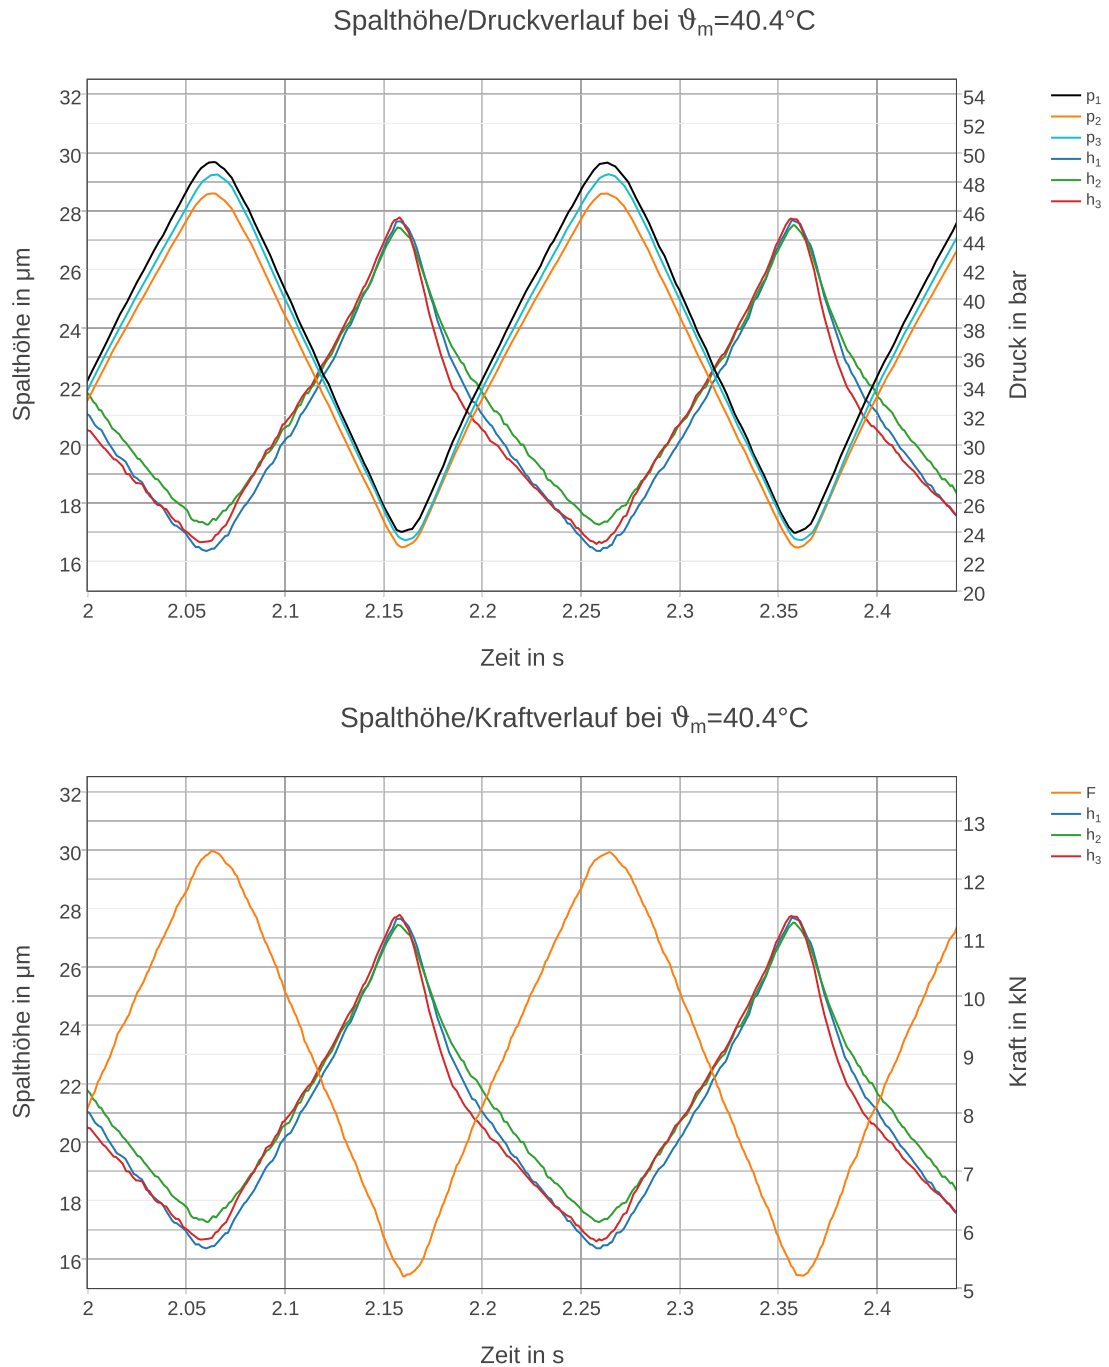 Spalthöhe/Druckverlauf bei ϑₘ=40.4°C
Spalthöhe in μm
32
30
28
26
24
22
20
18
16
54
52
50
48
46
44
42
40
38
36
34
32
30
28
26
24
22
20
Druck in bar
p₁
p₂
p₃
h₁
h₂
h₃
2 2.05 2.1 2.15 2.2 2.25 2.3 2.35 2.4
Zeit in s
Spalthöhe/Kraftverlauf bei ϑₘ=40.4°C
Spalthöhe in μm
32
30
28
26
24
22
20
18
16
13
12
11
10
9
8
7
6
5
Kraft in kN
F
h₁
h₂
h₃
2 2.05 2.1 2.15 2.2 2.25 2.3 2.35 2.4
Zeit in s